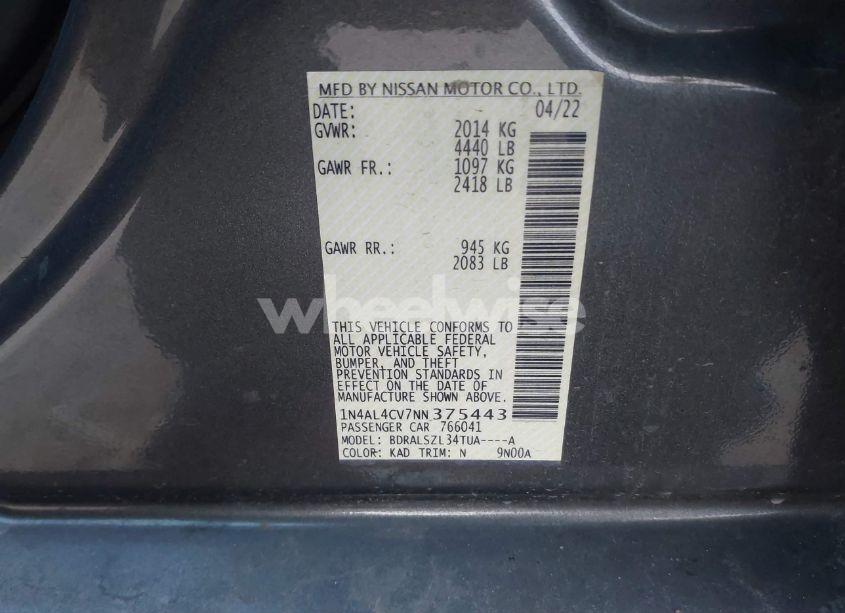 MFD BY NISSAN MOTOR CO., LTD.
DATE: 04/22
GVWR: 2014 KG
4440 LB
GAWR FR.: 1097 KG
2418 LB
GAWR RR.: 945 KG
2083 LB
wheelwise
THIS VEHICLE CONFORMS TO
ALL APPLICABLE FEDERAL
MOTOR VEHICLE SAFETY,
BUMPER, AND THEFT
PREVENTION STANDARDS IN
EFFECT ON THE DATE OF
MANUFACTURE SHOWN ABOVE.
1N4AL4CV7NN375443
PASSENGER CAR 766041
MODEL: BDRALSZL34TUA----A
COLOR: KAD TRIM: N 9N00A